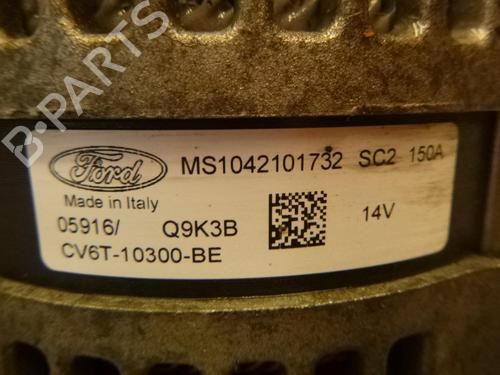 B-PARTS
Ford MS1042101732 SC2 150A
Made in Italy
05916/ Q9K3B 14V
CV6T-10300-BE